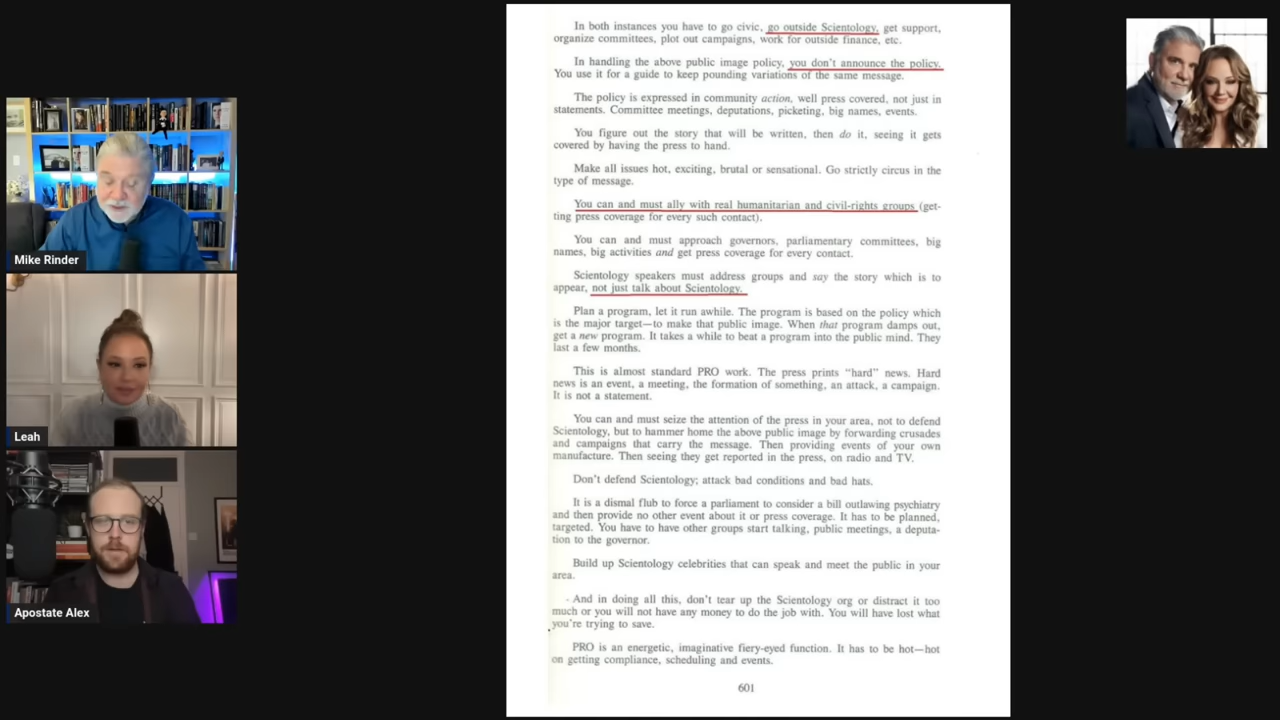 In both instances you have to go civic, go outside Scientology, get support,
organize committees, plot out campaigns, work for outside finance, etc.
In handling the above public image policy, you don't announce the policy.
You use it for a guide to keep pounding variations of the same message.
The policy is expressed in community action, well press covered, not just in
statements. Committee meetings, deputations, picketing, big names, events.
You figure out the story that will be written, then do it, seeing it gets
covered by having the press to hand.
Make all issues hot, exciting, brutal or sensational. Go strictly circus in the
type of message.
You can and must ally with real humanitarian and civil-rights groups (get-
ting press coverage for every such contact).
You can and must approach governors, parliamentary committees, big
names, big activities and get press coverage for every contact.
Scientology speakers must address groups and say the story which is to
appear, not just talk about Scientology.
Plan a program, let it run awhile. The program is based on the policy which
is the major target—to make that public image. When that program damps out,
get a new program. It takes a while to beat a program into the public mind. They
last a few months.
This is almost standard PRO work. The press prints “hard” news. Hard
news is an event, a meeting, the formation of something, an attack, a campaign.
It is not a statement.
You can and must seize the attention of the press in your area, not to defend
Scientology, but to hammer home the above public image by forwarding crusades
and campaigns that carry the message. Then providing events of your own
manufacture. Then seeing they get reported in the press, on radio and TV.
Don't defend Scientology; attack bad conditions and bad hats.
It is a dismal flub to force a parliament to consider a bill outlawing psychiatry
and then provide no other event about it or press coverage. It has to be planned,
targeted. You have to have other groups start talking, public meetings, a deputa-
tion to the governor.
Build up Scientology celebrities that can speak and meet the public in your
area.
And in doing all this, don't tear up the Scientology org or distract it too
much or you will not have any money to do the job with. You will have lost what
you're trying to save.
PRO is an energetic, imaginative fiery-eyed function. It has to be hot—hot
on getting compliance, scheduling and events.
601
Mike Rinder
Leah
Apostate Alex